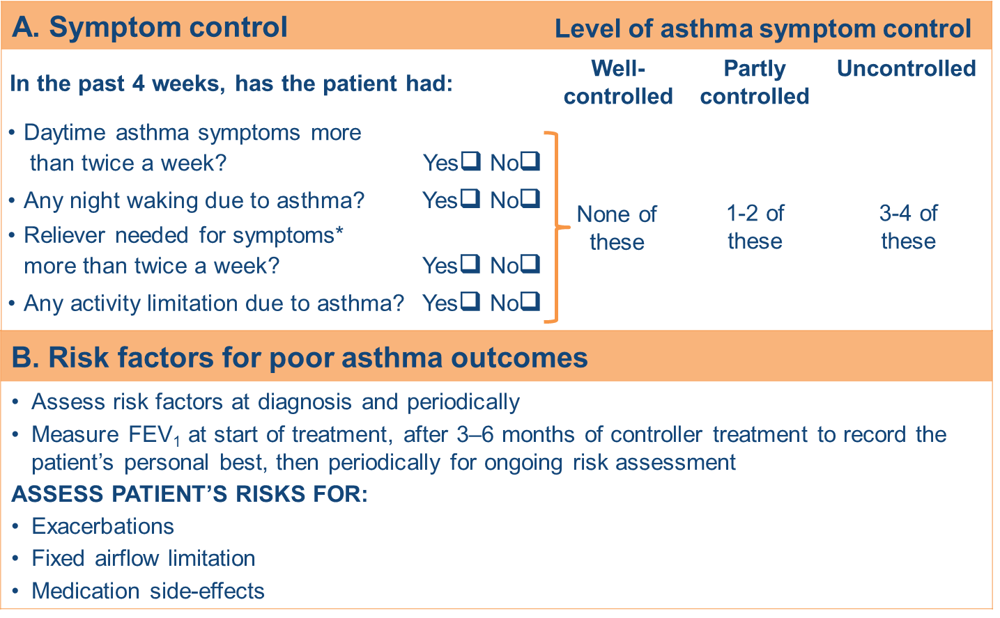 A. Symptom control
Level of asthma symptom control
In the past 4 weeks, has the patient had:
Well-
controlled
Partly
controlled
Uncontrolled
• Daytime asthma symptoms more
than twice a week? Yes❑ No❑
• Any night waking due to asthma? Yes❑ No❑
• Reliever needed for symptoms*
more than twice a week? Yes❑ No❑
• Any activity limitation due to asthma? Yes❑ No❑
None of
these
1-2 of
these
3-4 of
these
B. Risk factors for poor asthma outcomes
• Assess risk factors at diagnosis and periodically
• Measure FEV₁ at start of treatment, after 3–6 months of controller treatment to record the
patient’s personal best, then periodically for ongoing risk assessment
ASSESS PATIENT’S RISKS FOR:
• Exacerbations
• Fixed airflow limitation
• Medication side-effects